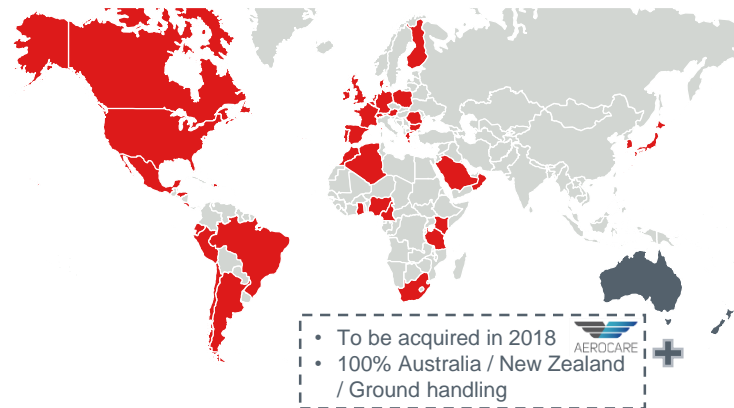 • To be acquired in 2018
AEROCARE
• 100% Australia / New Zealand
/ Ground handling